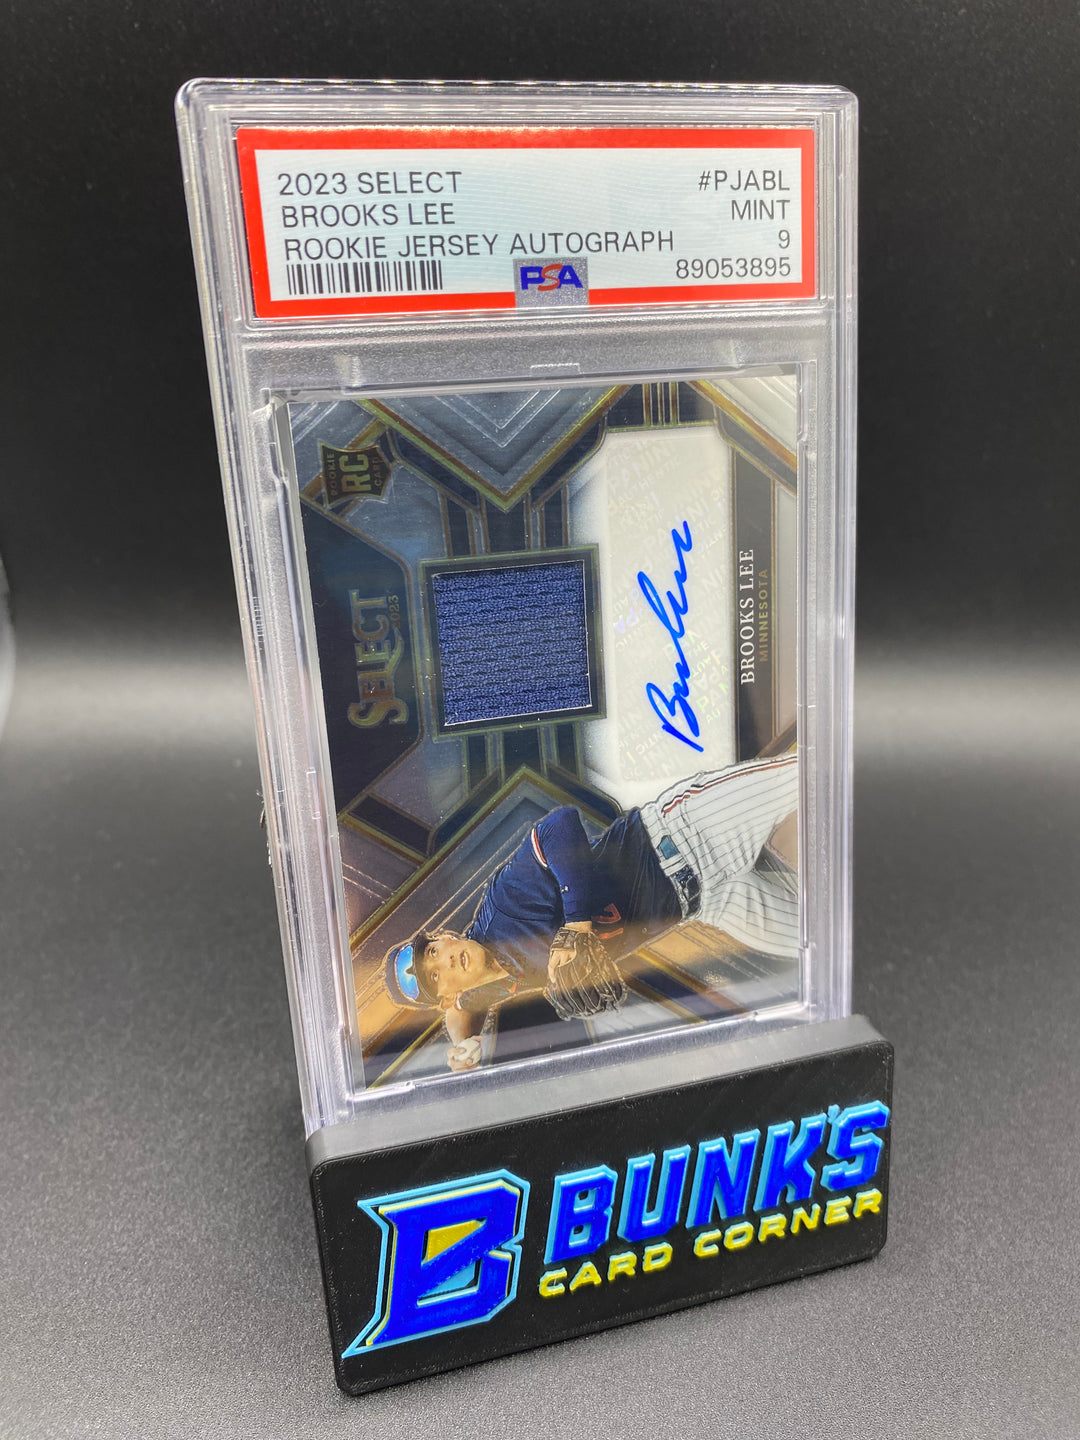 2023 SELECT #PJABL
BROOKS LEE MINT
ROOKIE JERSEY AUTOGRAPH 9
89053895
PSA
ROOKIE
RC
CARD
SELECT
2023
BROOKS LEE
MINNESOTA
B BUNK'S
CARD CORNER